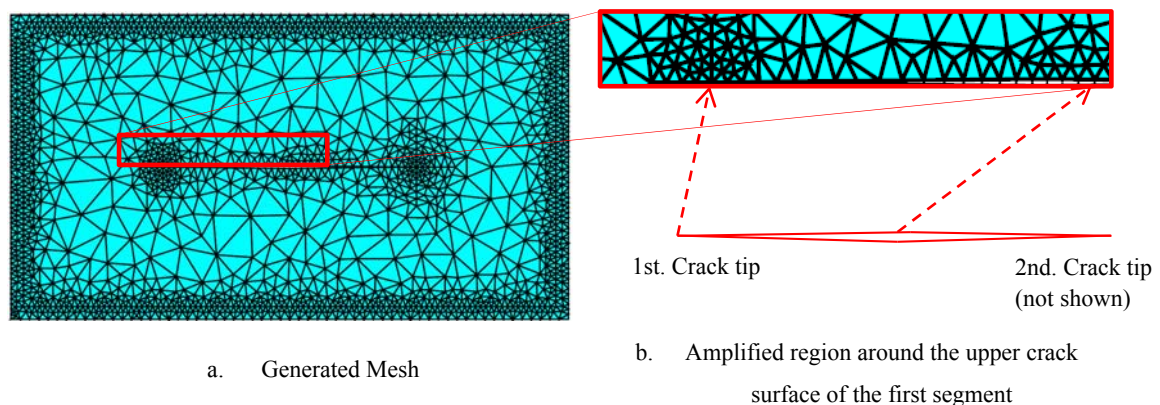 1st. Crack tip
2nd. Crack tip
(not shown)
a. Generated Mesh
b. Amplified region around the upper crack
surface of the first segment